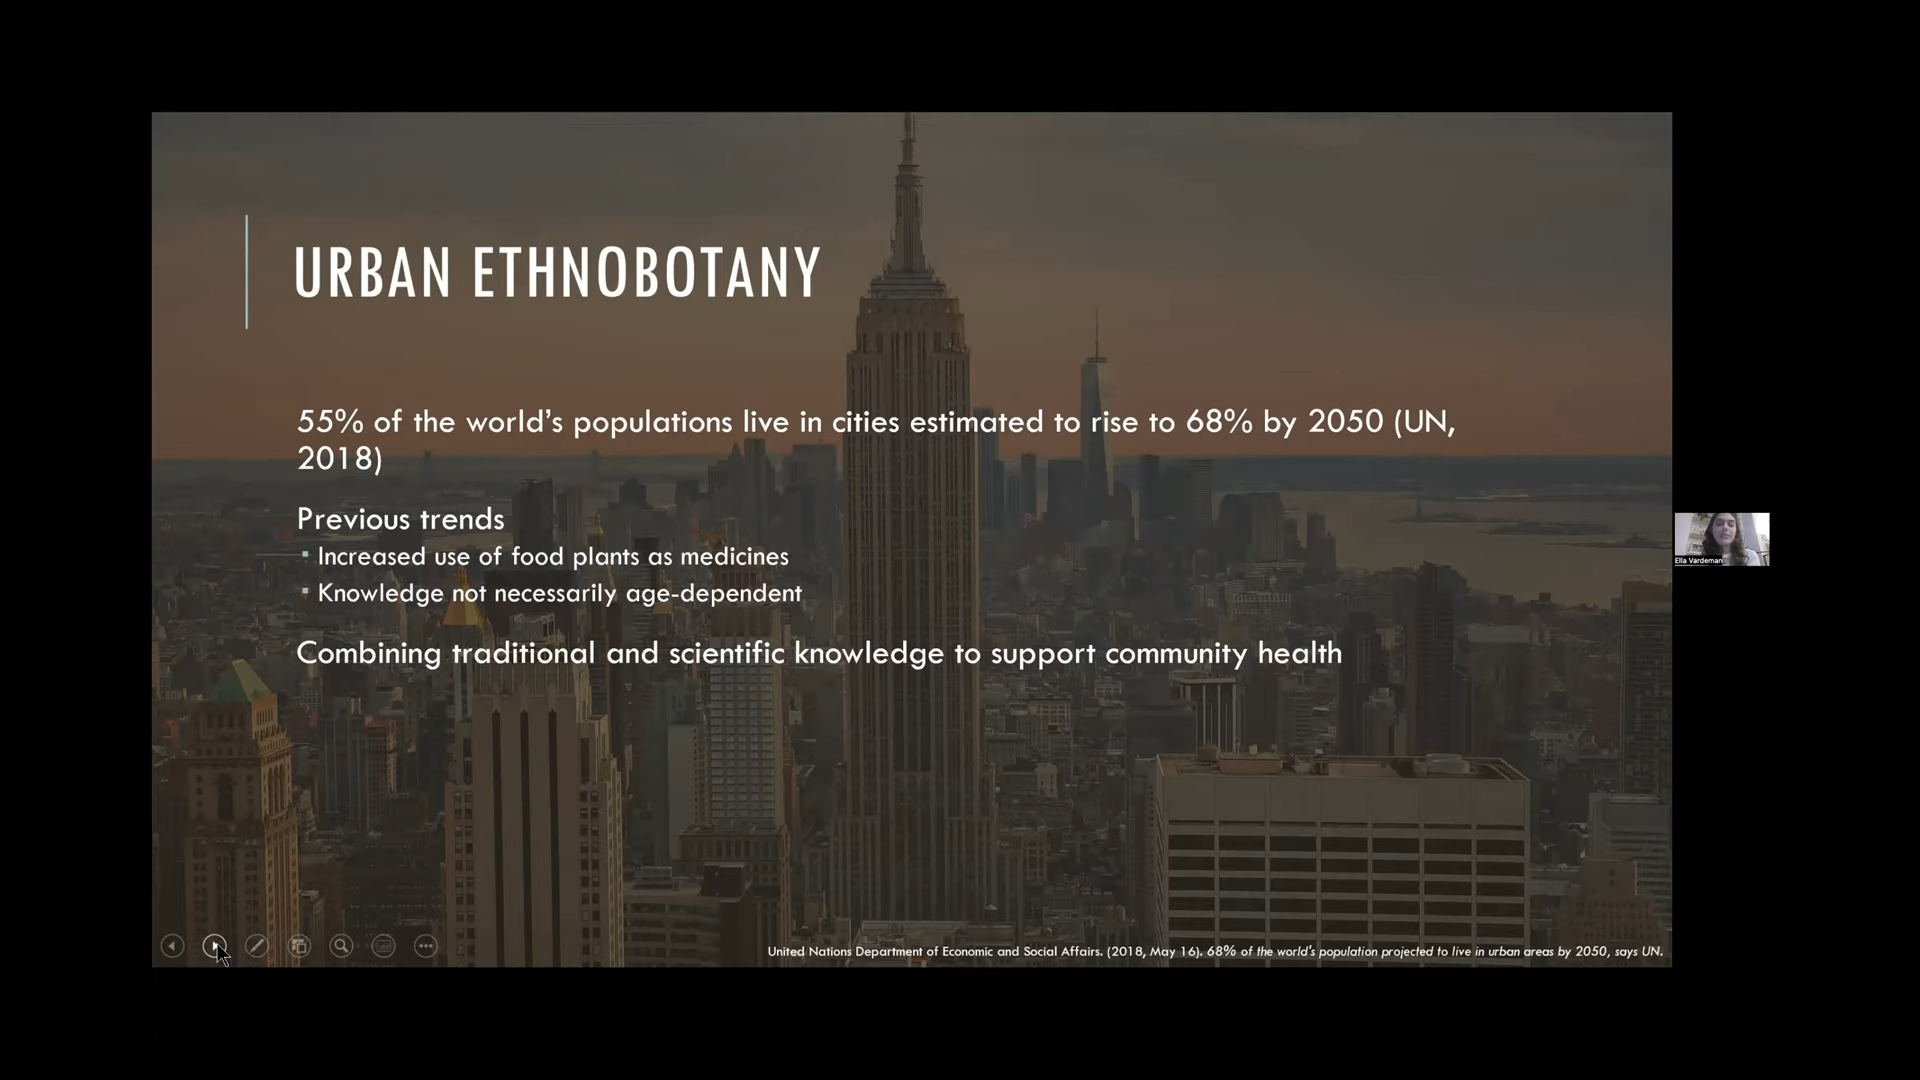 URBAN ETHNOBOTANY
55% of the world's populations live in cities estimated to rise to 68% by 2050 (UN,
2018)
Previous trends
Increased use of food plants as medicines
Knowledge not necessarily age-dependent
Combining traditional and scientific knowledge to support community health
Ella Vardeman
United Nations Department of Economic and Social Affairs. (2018, May 16). 68% of the world's population projected to live in urban areas by 2050, says UN.